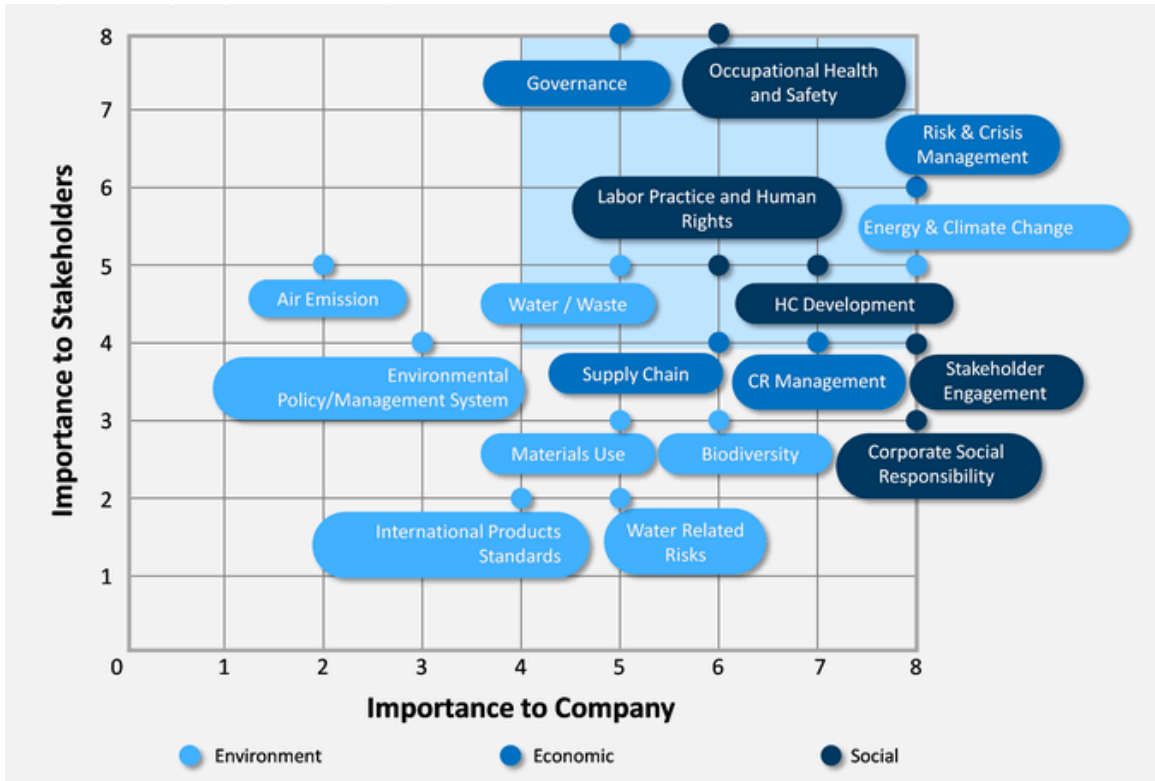 8
Governance
Occupational Health
and Safety
7
Risk & Crisis
Management
6
Labor Practice and Human
Rights
Energy & Climate Change
5
Air Emission
Water / Waste
HC Development
4
Environmental
Policy/Management System
Supply Chain
CR Management
Stakeholder
Engagement
3
Materials Use
Biodiversity
Corporate Social
Responsibility
2
International Products
Standards
Water Related
Risks
1
Importance to Stakeholders
0 1 2 3 4 5 6 7 8
Importance to Company
Environment
Economic
Social